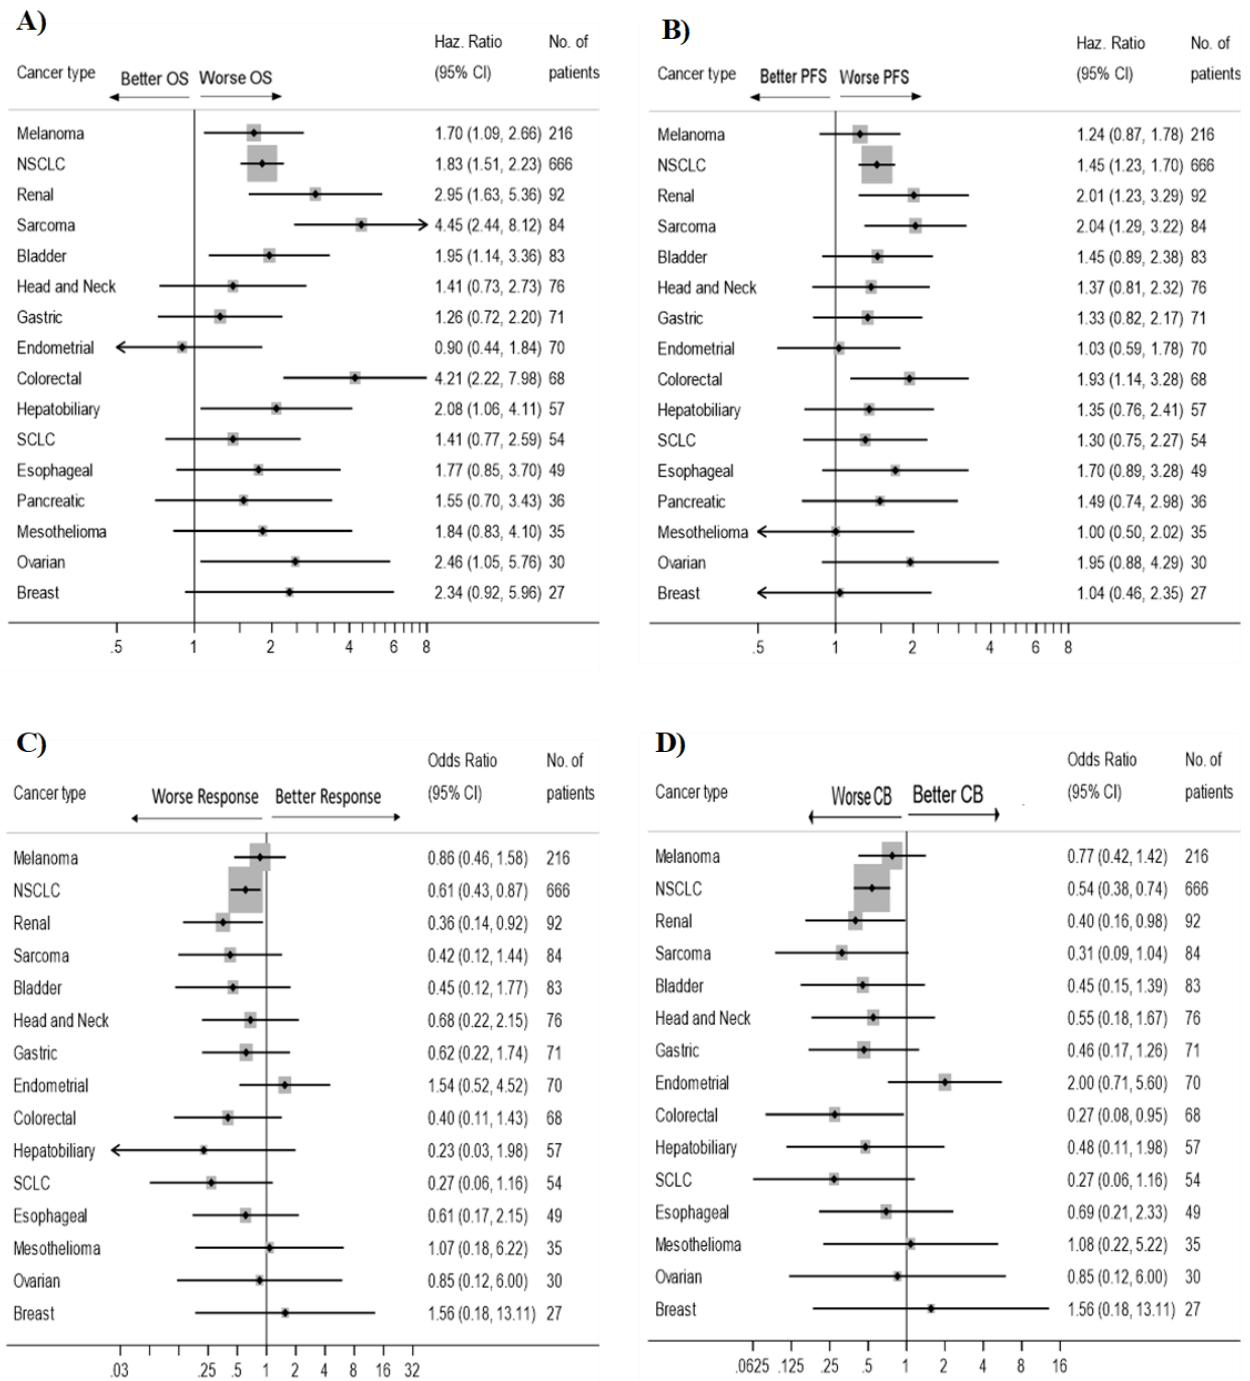 A)
Cancer type Better OS Worse OS Haz. Ratio (95% CI) No. of patients
Melanoma 1.70 (1.09, 2.66) 216
NSCLC 1.83 (1.51, 2.23) 666
Renal 2.95 (1.63, 5.36) 92
Sarcoma 4.45 (2.44, 8.12) 84
Bladder 1.95 (1.14, 3.36) 83
Head and Neck 1.41 (0.73, 2.73) 76
Gastric 1.26 (0.72, 2.20) 71
Endometrial 0.90 (0.44, 1.84) 70
Colorectal 4.21 (2.22, 7.98) 68
Hepatobiliary 2.08 (1.06, 4.11) 57
SCLC 1.41 (0.77, 2.59) 54
Esophageal 1.77 (0.85, 3.70) 49
Pancreatic 1.55 (0.70, 3.43) 36
Mesothelioma 1.84 (0.83, 4.10) 35
Ovarian 2.46 (1.05, 5.76) 30
Breast 2.34 (0.92, 5.96) 27
.5 1 2 4 6 8
B)
Cancer type Better PFS Worse PFS Haz. Ratio (95% CI) No. of patients
Melanoma 1.24 (0.87, 1.78) 216
NSCLC 1.45 (1.23, 1.70) 666
Renal 2.01 (1.23, 3.29) 92
Sarcoma 2.04 (1.29, 3.22) 84
Bladder 1.45 (0.89, 2.38) 83
Head and Neck 1.37 (0.81, 2.32) 76
Gastric 1.33 (0.82, 2.17) 71
Endometrial 1.03 (0.59, 1.78) 70
Colorectal 1.93 (1.14, 3.28) 68
Hepatobiliary 1.35 (0.76, 2.41) 57
SCLC 1.30 (0.75, 2.27) 54
Esophageal 1.70 (0.89, 3.28) 49
Pancreatic 1.49 (0.74, 2.98) 36
Mesothelioma 1.00 (0.50, 2.02) 35
Ovarian 1.95 (0.88, 4.29) 30
Breast 1.04 (0.46, 2.35) 27
.5 1 2 4 6 8
C)
Cancer type Worse Response Better Response Odds Ratio (95% CI) No. of patients
Melanoma 0.86 (0.46, 1.58) 216
NSCLC 0.61 (0.43, 0.87) 666
Renal 0.36 (0.14, 0.92) 92
Sarcoma 0.42 (0.12, 1.44) 84
Bladder 0.45 (0.12, 1.77) 83
Head and Neck 0.68 (0.22, 2.15) 76
Gastric 0.62 (0.22, 1.74) 71
Endometrial 1.54 (0.52, 4.52) 70
Colorectal 0.40 (0.11, 1.43) 68
Hepatobiliary 0.23 (0.03, 1.98) 57
SCLC 0.27 (0.06, 1.16) 54
Esophageal 0.61 (0.17, 2.15) 49
Mesothelioma 1.07 (0.18, 6.22) 35
Ovarian 0.85 (0.12, 6.00) 30
Breast 1.56 (0.18, 13.11) 27
.03 .25 .5 1 2 4 8 16 32
D)
Cancer type Worse CB Better CB Odds Ratio (95% CI) No. of patients
Melanoma 0.77 (0.42, 1.42) 216
NSCLC 0.54 (0.38, 0.74) 666
Renal 0.40 (0.16, 0.98) 92
Sarcoma 0.31 (0.09, 1.04) 84
Bladder 0.45 (0.15, 1.39) 83
Head and Neck 0.55 (0.18, 1.67) 76
Gastric 0.46 (0.17, 1.26) 71
Endometrial 2.00 (0.71, 5.60) 70
Colorectal 0.27 (0.08, 0.95) 68
Hepatobiliary 0.48 (0.11, 1.98) 57
SCLC 0.27 (0.06, 1.16) 54
Esophageal 0.69 (0.21, 2.33) 49
Mesothelioma 1.08 (0.22, 5.22) 35
Ovarian 0.85 (0.12, 6.00) 30
Breast 1.56 (0.18, 13.11) 27
.0625 .125 .25 .5 1 2 4 8 16